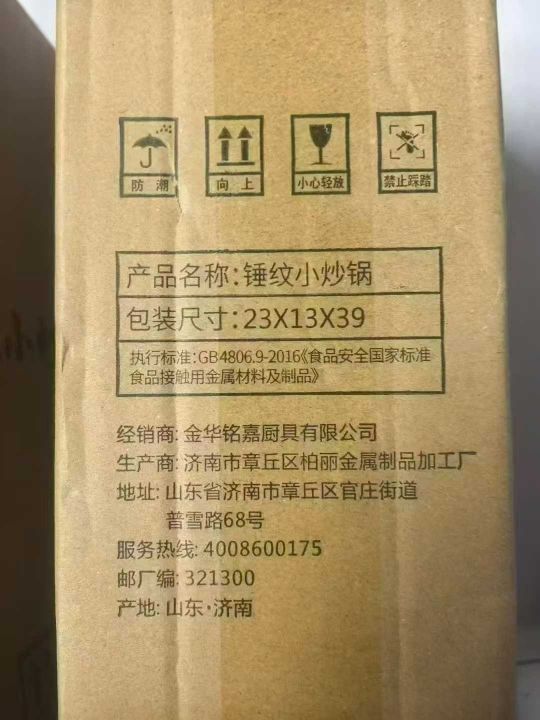 防潮
向上
小心轻放
禁止踩踏
产品名称:锤纹小炒锅
包装尺寸:23X13X39
执行标准:GB4806.9-2016《食品安全国家标准
食品接触用金属材料及制品》
经销商: 金华铭嘉厨具有限公司
生产商: 济南市章丘区柏丽金属制品加工厂
地址: 山东省济南市章丘区官庄街道
普雪路68号
服务热线: 4008600175
邮厂编: 321300
产地: 山东·济南